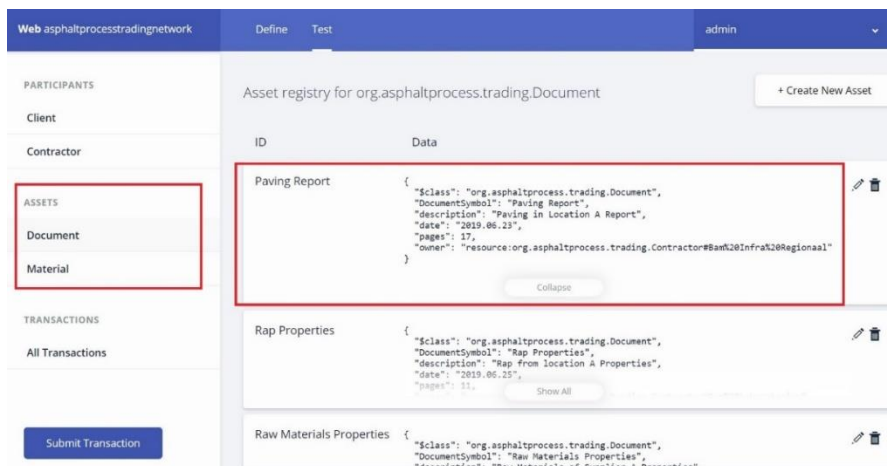 Web asphaltprocesstradingnetwork
Define Test
admin
PARTICIPANTS
Client
Contractor
ASSETS
Document
Material
TRANSACTIONS
All Transactions
Submit Transaction
Asset registry for org.asphaltprocess.trading.Document
+ Create New Asset
ID Data
Paving Report
{
"$class": "org.asphaltprocess.trading.Document",
"DocumentSymbol": "Paving Report",
"description": "Paving in Location A Report",
"date": "2019.06.23",
"pages": 17,
"owner": "resource:org.asphaltprocess.trading.Contractor#Bam%20Infra%20Regionaal"
}
Collapse
Rap Properties
{
"$class": "org.asphaltprocess.trading.Document",
"DocumentSymbol": "Rap Properties",
"description": "Rap from location A Properties",
"date": "2019.06.25",
"pages": 11,
Show All
Raw Materials Properties
{
"$class": "org.asphaltprocess.trading.Document",
"DocumentSymbol": "Raw Materials Properties",